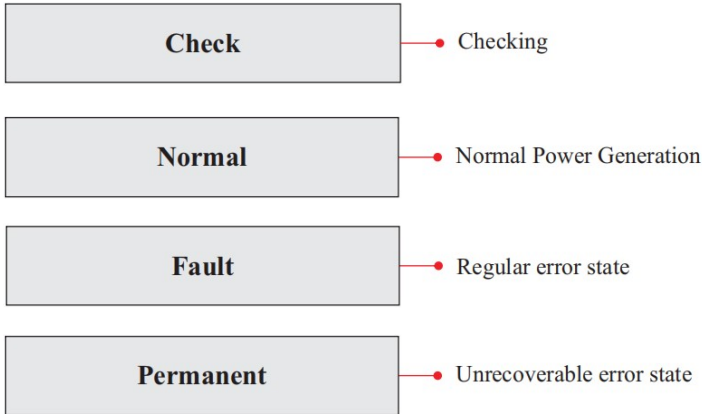 Check
Checking
Normal
Normal Power Generation
Fault
Regular error state
Permanent
Unrecoverable error state